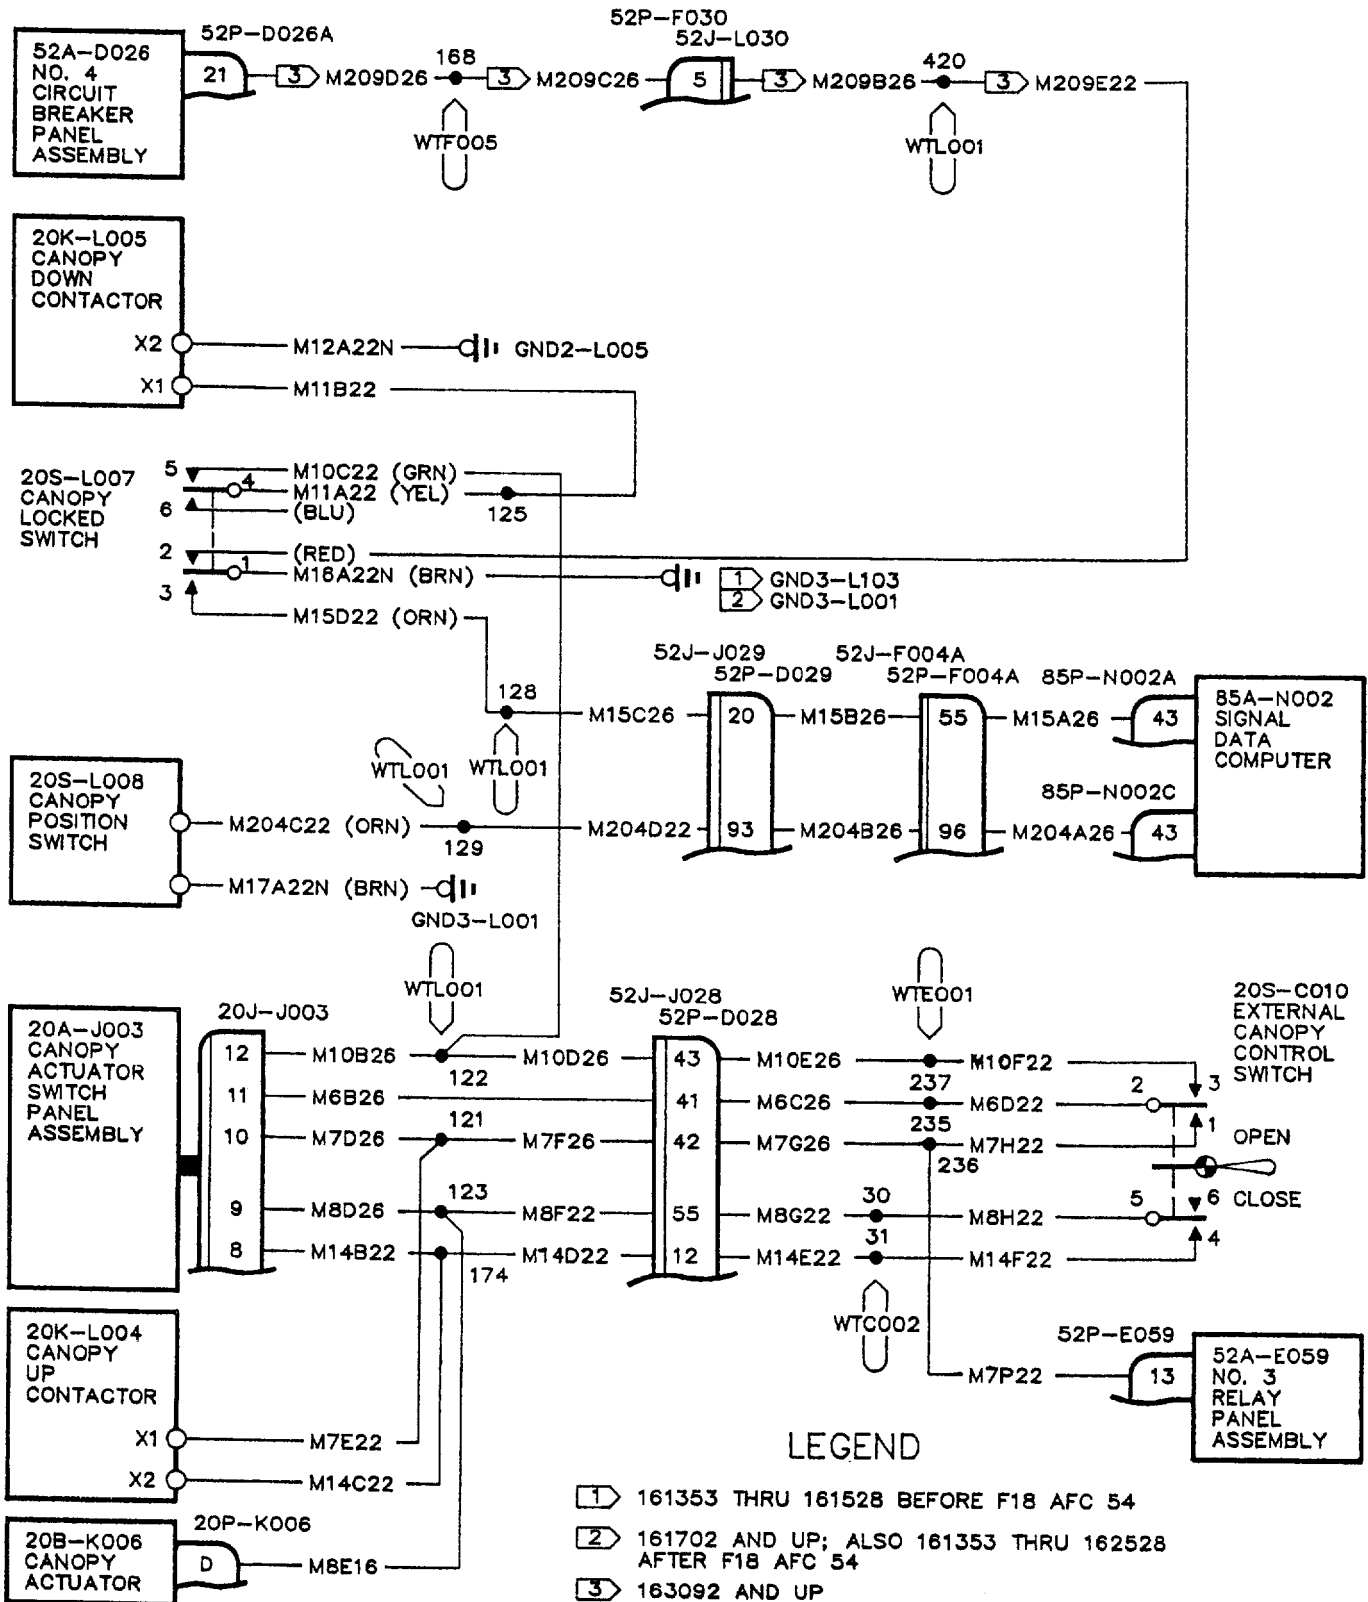 52P-F030
52J-L030
52P-D026A
52A-D026
NO. 4
CIRCUIT
BREAKER
PANEL
ASSEMBLY
21
3
M209D26
168
3
M209C26
5
3
M209B26
420
3
M209E22
WTF005
WTL001
20K-L005
CANOPY
DOWN
CONTACTOR
X2
M12A22N
GND2-L005
X1
M11B22
20S-L007
CANOPY
LOCKED
SWITCH
5
M10C22 (GRN)
4
M11A22 (YEL)
125
6
(BLU)
2
(RED)
1
M16A22N (BRN)
1 GND3-L103
2 GND3-L001
3
M15D22 (ORN)
52J-J029
52P-D029
52J-F004A
52P-F004A
85P-N002A
128
M15C26
20
M15B26
55
M15A26
43
85A-N002
SIGNAL
DATA
COMPUTER
WTL001
WTL001
85P-N002C
20S-L008
CANOPY
POSITION
SWITCH
M204C22 (ORN)
129
M204D22
93
M204B26
96
M204A26
43
M17A22N (BRN)
GND3-L001
WTL001
WTE001
20A-J003
CANOPY
ACTUATOR
SWITCH
PANEL
ASSEMBLY
20J-J003
52J-J028
52P-D028
20S-C010
EXTERNAL
CANOPY
CONTROL
SWITCH
12
M10B26
122
M10D26
43
M10E26
237
M10F22
3
11
M6B26
41
M6C26
235
M6D22
2
10
M7D26
121
M7F26
42
M7G26
236
M7H22
1
OPEN
9
M8D26
123
M8F22
55
M8G22
30
M8H22
5
6
CLOSE
8
M14B22
174
M14D22
12
M14E22
31
M14F22
4
WTC002
20K-L004
CANOPY
UP
CONTACTOR
X1
M7E22
X2
M14C22
52P-E059
M7P22
13
52A-E059
NO. 3
RELAY
PANEL
ASSEMBLY
20B-K006
CANOPY
ACTUATOR
20P-K006
D
M8E16
LEGEND
1 161353 THRU 161528 BEFORE F18 AFC 54
2 161702 AND UP; ALSO 161353 THRU 162528
AFTER F18 AFC 54
3 163092 AND UP